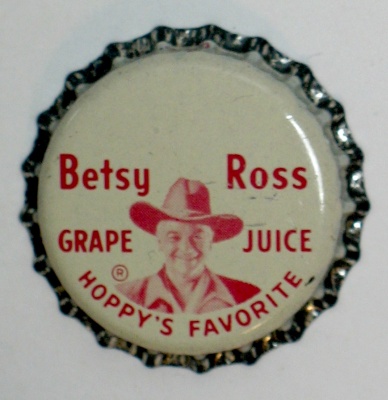 Betsy Ross
GRAPE JUICE
®
HOPPY'S FAVORITE